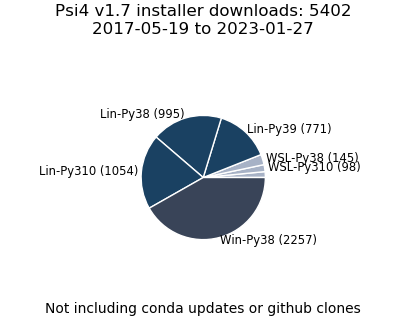 Psi4 v1.7 installer downloads: 5402
2017-05-19 to 2023-01-27
Lin-Py38 (995)
Lin-Py39 (771)
WSL-Py38 (145)
WSL-Py310 (98)
Lin-Py310 (1054)
Win-Py38 (2257)
Not including conda updates or github clones